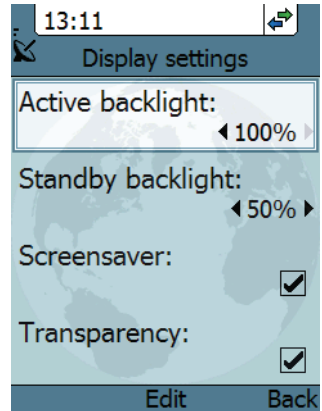 13:11
Display settings
Active backlight:
100%
Standby backlight:
50%
Screensaver:
Transparency:
Edit Back